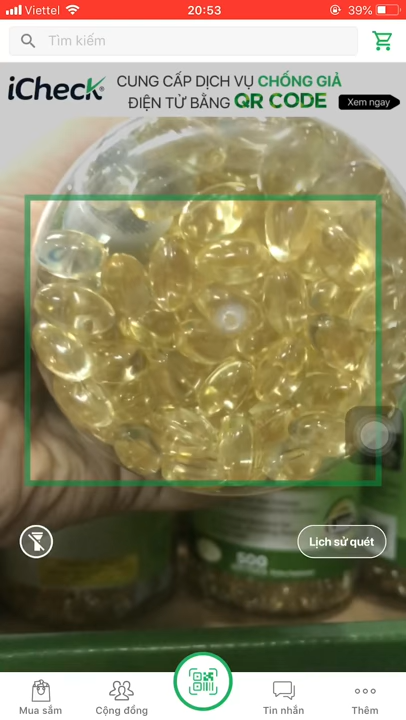 Viettel 20:53 39%
Tìm kiếm
iCheck® CUNG CẤP DỊCH VỤ CHỐNG GIẢ
ĐIỆN TỬ BẰNG QR CODE Xem ngay
Lịch sử quét
Mua sắm Cộng đồng Tin nhắn Thêm